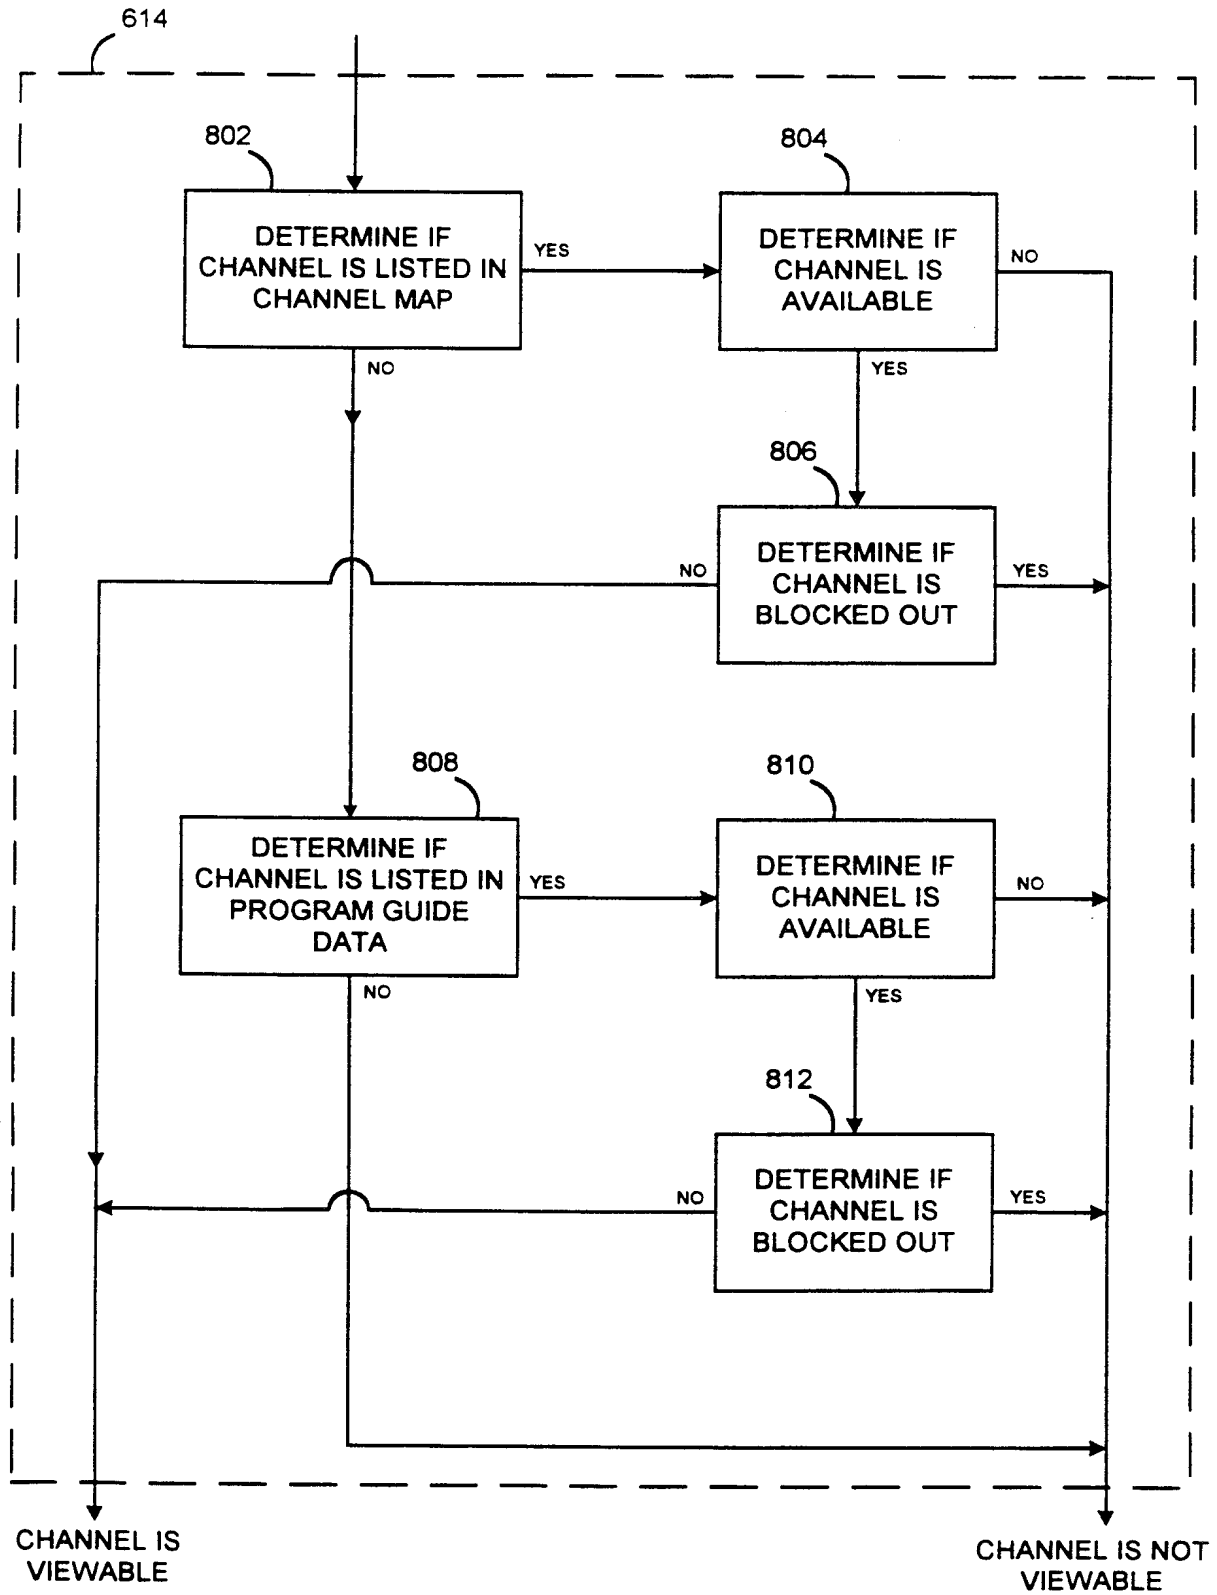 614
802
804
DETERMINE IF
CHANNEL IS LISTED IN
CHANNEL MAP
YES
DETERMINE IF
CHANNEL IS
AVAILABLE
NO
NO
YES
806
DETERMINE IF
CHANNEL IS
BLOCKED OUT
NO
YES
808
810
DETERMINE IF
CHANNEL IS LISTED IN
PROGRAM GUIDE
DATA
YES
DETERMINE IF
CHANNEL IS
AVAILABLE
NO
NO
YES
812
DETERMINE IF
CHANNEL IS
BLOCKED OUT
NO
YES
CHANNEL IS
VIEWABLE
CHANNEL IS NOT
VIEWABLE